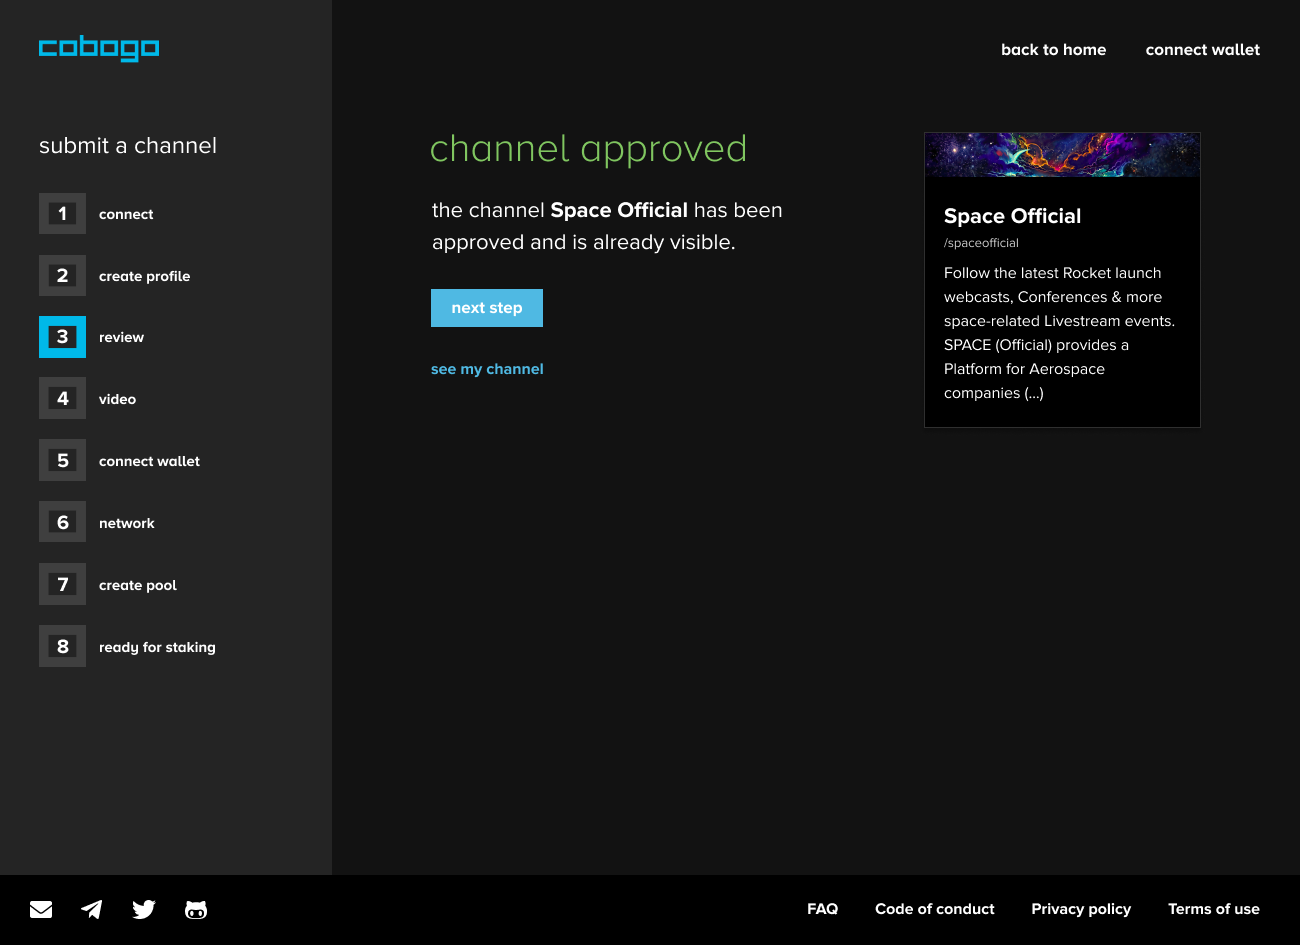 cobogo
back to home
connect wallet
submit a channel
1 connect
2 create profile
3 review
4 video
5 connect wallet
6 network
7 create pool
8 ready for staking
channel approved
the channel Space Official has been
approved and is already visible.
next step
see my channel
Space Official
/spaceofficial
Follow the latest Rocket launch
webcasts, Conferences & more
space-related Livestream events.
SPACE (Official) provides a
Platform for Aerospace
companies (...)
FAQ
Code of conduct
Privacy policy
Terms of use